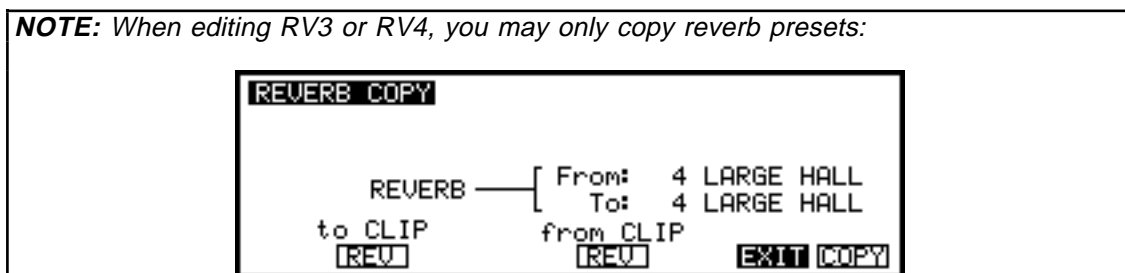 NOTE: When editing RV3 or RV4, you may only copy reverb presets:
REVERB COPY
REVERB
From: 4 LARGE HALL
To: 4 LARGE HALL
to CLIP
from CLIP
REV
REV
EXIT
COPY